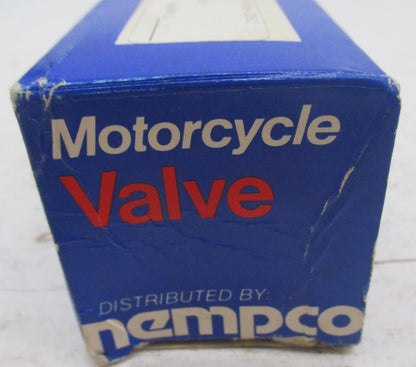 Motorcycle
Valve
DISTRIBUTED BY:
nempco